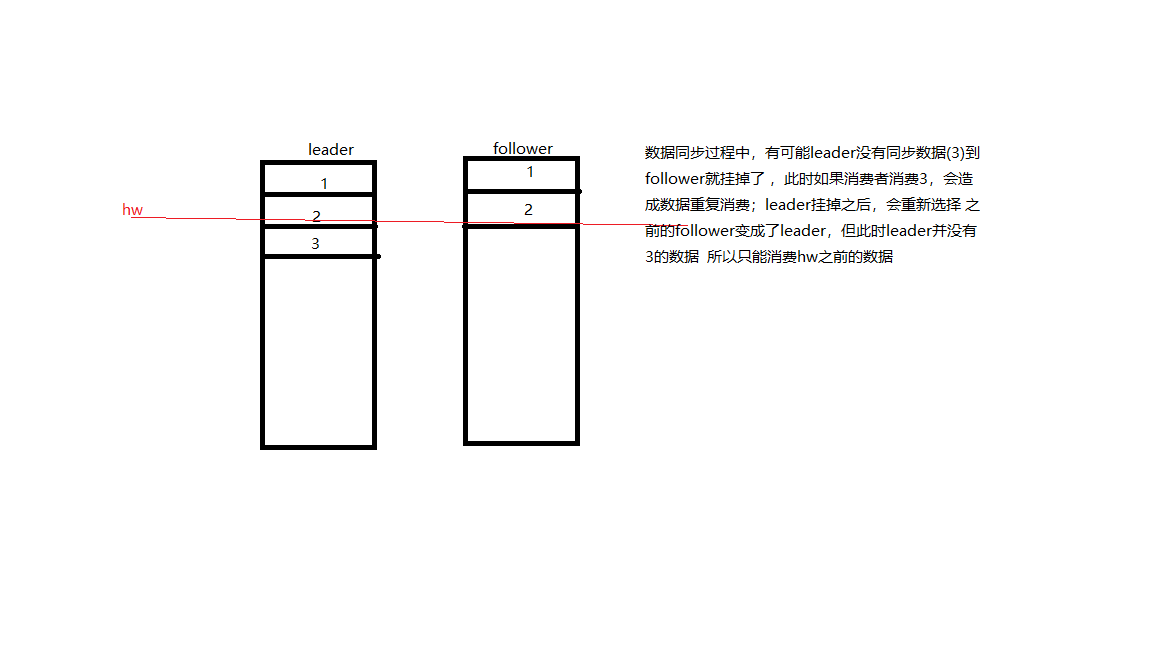 leader
follower
1
1
hw
2
2
3
数据同步过程中，有可能leader没有同步数据(3)到
follower就挂掉了 ，此时如果消费者消费3，会造
成数据重复消费；leader挂掉之后，会重新选择 之
前的follower变成了leader，但此时leader并没有
3的数据  所以只能消费hw之前的数据